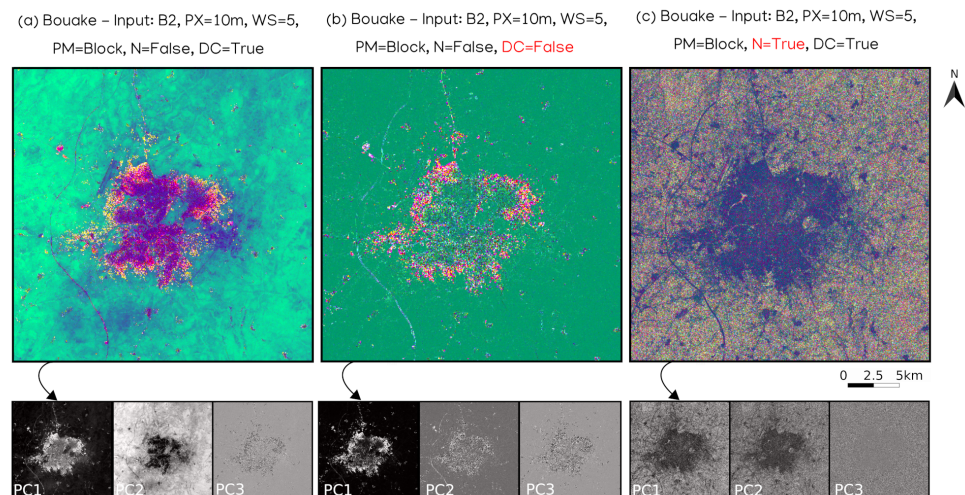 (a) Bouake - Input: B2, PX=10m, WS=5,
PM=Block, N=False, DC=True
(b) Bouake - Input: B2, PX=10m, WS=5,
PM=Block, N=False, DC=False
(c) Bouake - Input: B2, PX=10m, WS=5,
PM=Block, N=True, DC=True
N
0 2.5 5km
PC1 PC2 PC3
PC1 PC2 PC3
PC1 PC2 PC3